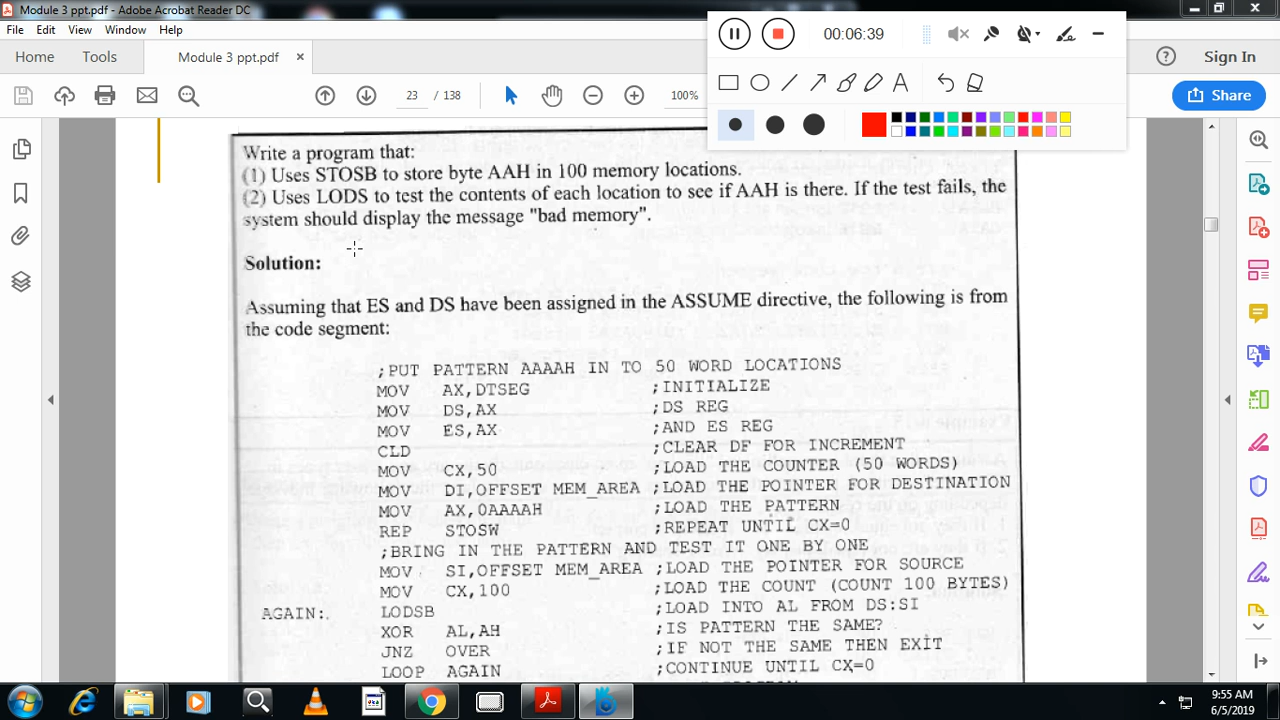 Module 3 ppt.pdf - Adobe Acrobat Reader DC
File Edit View Window Help
Home Tools Module 3 ppt.pdf ×
00:06:39
Sign In
23 / 138 100%
Share
Write a program that:
(1) Uses STOSB to store byte AAH in 100 memory locations.
(2) Uses LODS to test the contents of each location to see if AAH is there. If the test fails, the
system should display the message "bad memory".
Solution:
Assuming that ES and DS have been assigned in the ASSUME directive, the following is from
the code segment:
;PUT PATTERN AAAAH IN TO 50 WORD LOCATIONS
MOV AX,DTSEG ;INITIALIZE
MOV DS,AX ;DS REG
MOV ES,AX ;AND ES REG
CLD ;CLEAR DF FOR INCREMENT
MOV CX,50 ;LOAD THE COUNTER (50 WORDS)
MOV DI,OFFSET MEM_AREA ;LOAD THE POINTER FOR DESTINATION
MOV AX,0AAAAH ;LOAD THE PATTERN
REP STOSW ;REPEAT UNTIL CX=0
;BRING IN THE PATTERN AND TEST IT ONE BY ONE
MOV SI,OFFSET MEM_AREA ;LOAD THE POINTER FOR SOURCE
MOV CX,100 ;LOAD THE COUNT (COUNT 100 BYTES)
AGAIN: LODSB ;LOAD INTO AL FROM DS:SI
XOR AL,AH ;IS PATTERN THE SAME?
JNZ OVER ;IF NOT THE SAME THEN EXIT
LOOP AGAIN ;CONTINUE UNTIL CX=0
9:55 AM
6/5/2019